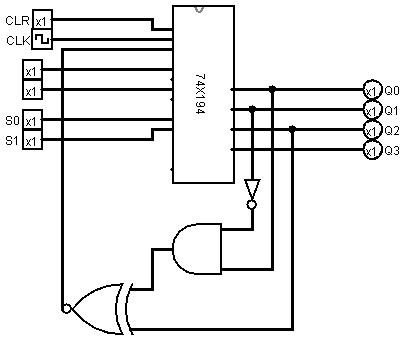 CLR x1
CLK
x1
x1
S0 x1
S1 x1
74X194
x1 Q0
x1 Q1
x1 Q2
x1 Q3